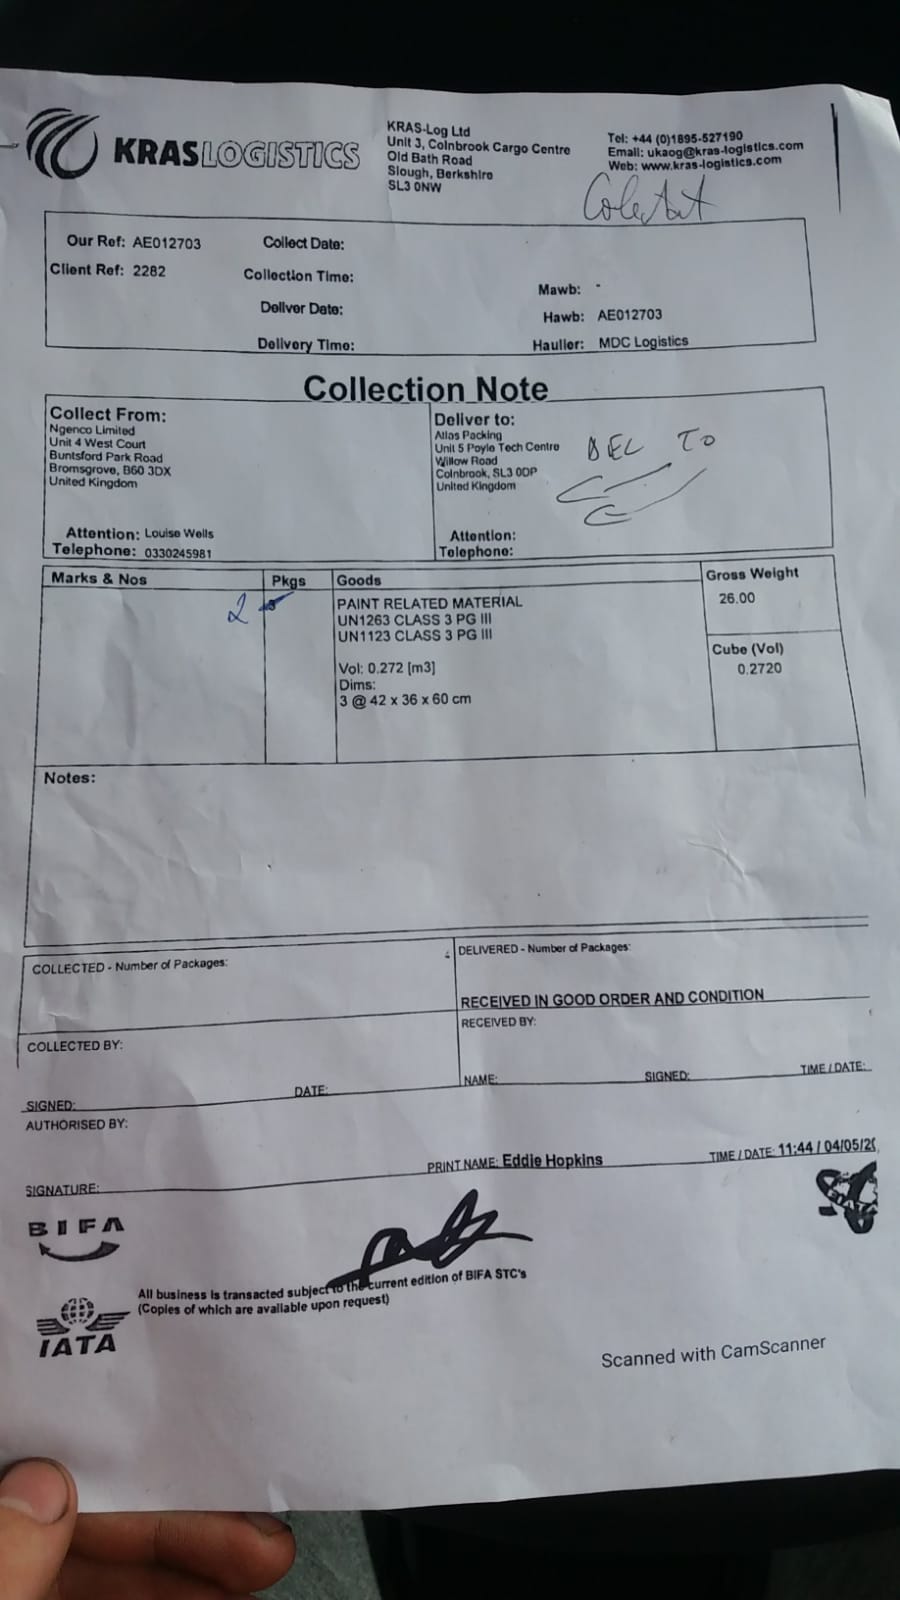 KRASLOGISTICS
KRAS-Log Ltd
Unit 3, Colnbrook Cargo Centre
Old Bath Road
Slough, Berkshire
SL3 0NW
Tel: +44 (0)1895-527190
Email: ukaog@kras-logistics.com
Web: www.kras-logistics.com
Our Ref: AE012703
Client Ref: 2282
Collect Date:
Collection Time:
Deliver Date:
Delivery Time:
Mawb: -
Hawb: AE012703
Haulier: MDC Logistics
Collection Note
Collect From:
Ngenco Limited
Unit 4 West Court
Buntsford Park Road
Bromsgrove, B60 3DX
United Kingdom
Attention: Louise Wells
Telephone: 0330245981
Deliver to:
Atlas Packing
Unit 5 Poyle Tech Centre
Willow Road
Colnbrook, SL3 0DP
United Kingdom
DEL TO
Attention:
Telephone:
Marks & Nos
Pkgs
Goods
Gross Weight
2 3
PAINT RELATED MATERIAL
UN1263 CLASS 3 PG III
UN1123 CLASS 3 PG III
Vol: 0.272 [m3]
Dims:
3 @ 42 x 36 x 60 cm
26.00
Cube (Vol)
0.2720
Notes:
COLLECTED - Number of Packages:
DELIVERED - Number of Packages:
RECEIVED IN GOOD ORDER AND CONDITION
COLLECTED BY:
RECEIVED BY:
SIGNED:
DATE:
NAME:
SIGNED:
TIME / DATE:
AUTHORISED BY:
SIGNATURE:
PRINT NAME: Eddie Hopkins
TIME / DATE: 11:44 / 04/05/20
BIFA
All business is transacted subject to the current edition of BIFA STC's
(Copies of which are available upon request)
IATA
Scanned with CamScanner